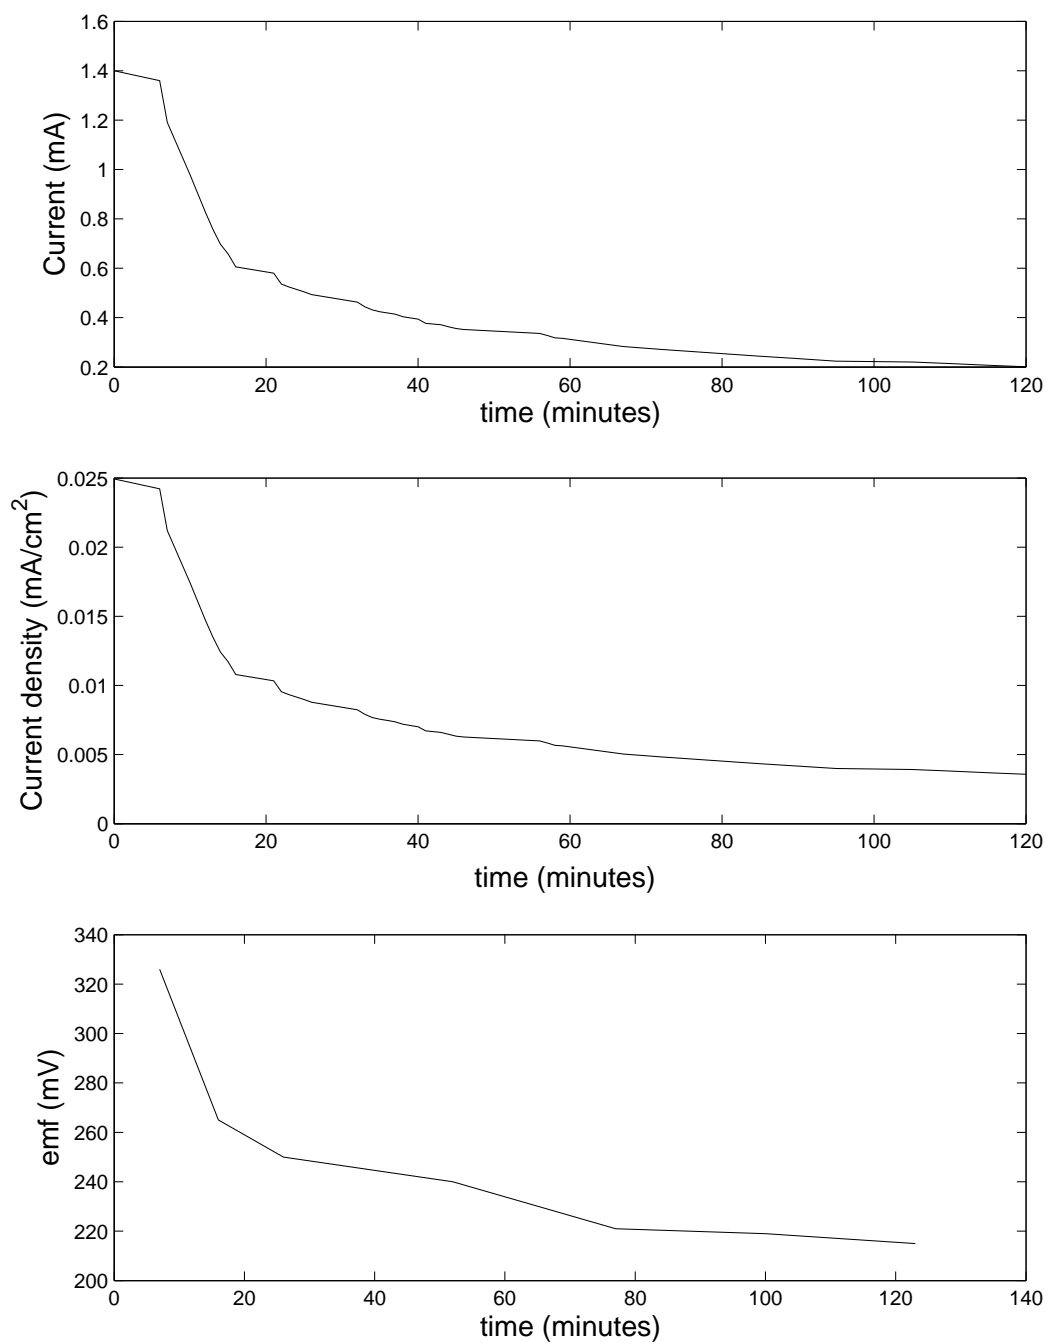 1.6
1.4
1.2
1
0.8
0.6
0.4
0.2
Current (mA)
0 20 40 60 80 100 120
time (minutes)
0.025
0.02
0.015
0.01
0.005
0
Current density (mA/cm²)
0 20 40 60 80 100 120
time (minutes)
340
320
300
280
260
240
220
200
emf (mV)
0 20 40 60 80 100 120 140
time (minutes)